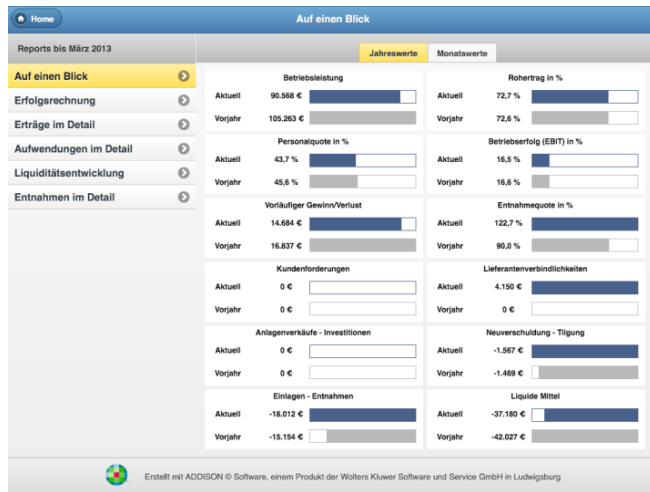 Home
Auf einen Blick
Reports bis März 2013
Jahreswerte Monatswerte
Auf einen Blick
Erfolgsrechnung
Erträge im Detail
Aufwendungen im Detail
Liquiditätsentwicklung
Entnahmen im Detail
Betriebsleistung
Aktuell 90.568 €
Vorjahr 105.263 €
Rohertrag in %
Aktuell 72,7 %
Vorjahr 72,6 %
Personalquote in %
Aktuell 43,7 %
Vorjahr 45,6 %
Betriebserfolg (EBIT) in %
Aktuell 16,5 %
Vorjahr 16,6 %
Vorläufiger Gewinn/Verlust
Aktuell 14.684 €
Vorjahr 16.837 €
Entnahmequote in %
Aktuell 122,7 %
Vorjahr 90,0 %
Kundenforderungen
Aktuell 0 €
Vorjahr 0 €
Lieferantenverbindlichkeiten
Aktuell 4.150 €
Vorjahr 0 €
Anlagenverkäufe - Investitionen
Aktuell 0 €
Vorjahr 0 €
Neuverschuldung - Tilgung
Aktuell -1.567 €
Vorjahr -1.469 €
Einlagen - Entnahmen
Aktuell -18.012 €
Vorjahr -15.154 €
Liquide Mittel
Aktuell -37.180 €
Vorjahr -42.027 €
Erstellt mit ADDISON © Software, einem Produkt der Wolters Kluwer Software und Service GmbH in Ludwigsburg